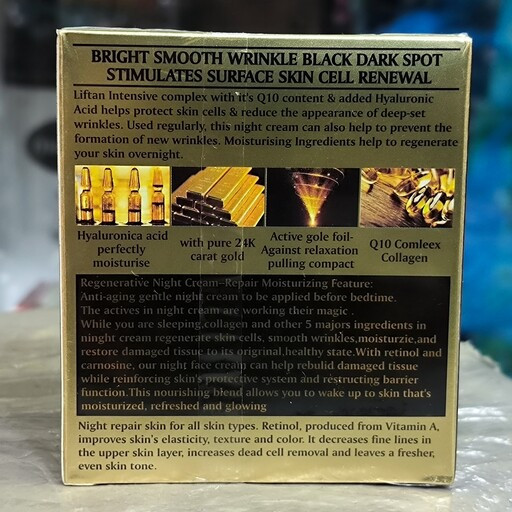 BRIGHT SMOOTH WRINKLE BLACK DARK SPOT
STIMULATES SURFACE SKIN CELL RENEWAL
Liftan Intensive complex with it's Q10 content & added Hyaluronic
Acid helps protect skin cells & reduce the appearance of deep-set
wrinkles. Used regularly, this night cream can also help to prevent the
formation of new wrinkles. Moisturising Ingredients help to regenerate
your skin overnight.
Hyaluronica acid
perfectly
moisturise
with pure 24K
carat gold
Active gole foil-
Against relaxation
pulling compact
Q10 Comleex
Collagen
Regenerative Night Cream–Repair Moisturizing Feature:
Anti-aging gentle night cream to be applied before bedtime.
The actives in night cream are working their magic .
While you are sleeping,collagen and other 5 majors ingredients in
ninght cream regenerate skin cells, smooth wrinkles,moisturzie,and
restore damaged tissue to its origrinal,healthy state.With retinol and
carnosine, our night face cream can help rebulid damaged tissue
while reinforcing skin's protective system and restructing barrier
function.This nourishing blend allows you to wake up to skin that's
moisturized, refreshed and glowing
Night repair skin for all skin types. Retinol, produced from Vitamin A,
improves skin's elasticity, texture and color. It decreases fine lines in
the upper skin layer, increases dead cell removal and leaves a fresher,
even skin tone.